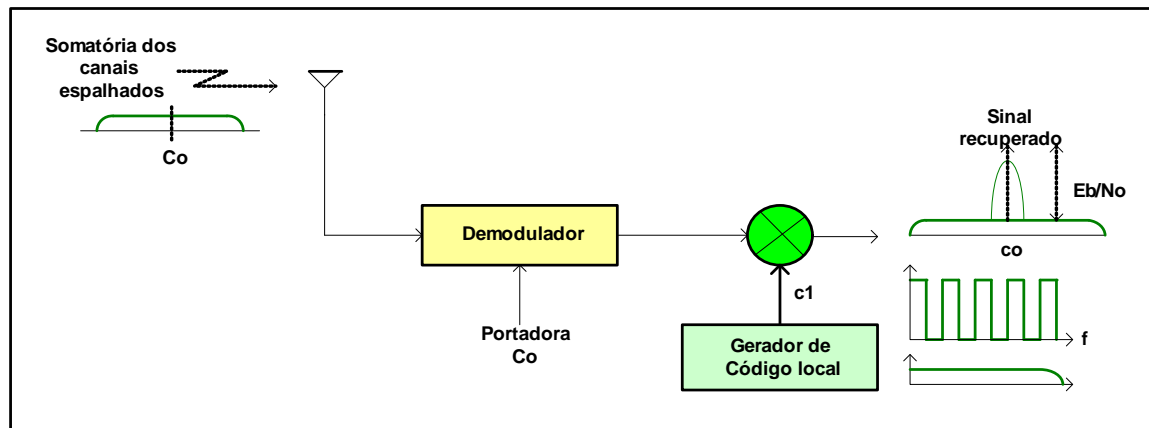 Somatória dos
canais
espalhados
Co
Demodulador
Portadora
Co
c1
Gerador de
Código local
Sinal
recuperado
Eb/No
co
f